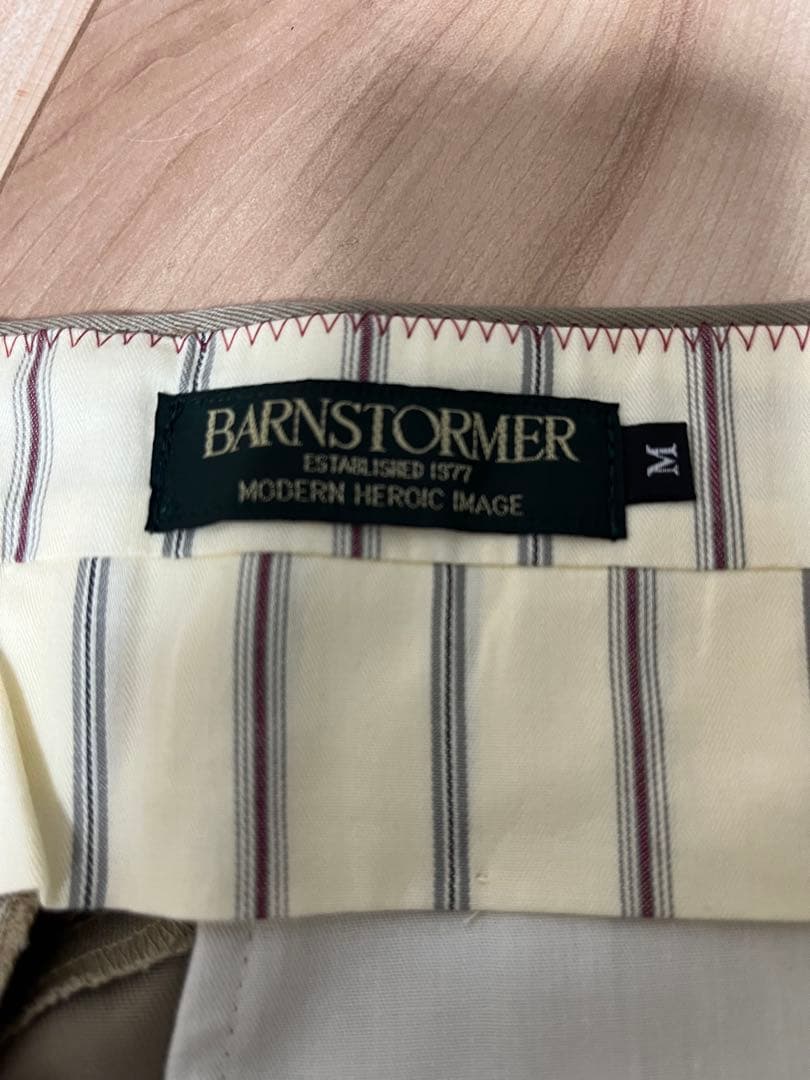 BARNSTORMER
ESTABLISHED 1977
MODERN HEROIC IMAGE
M